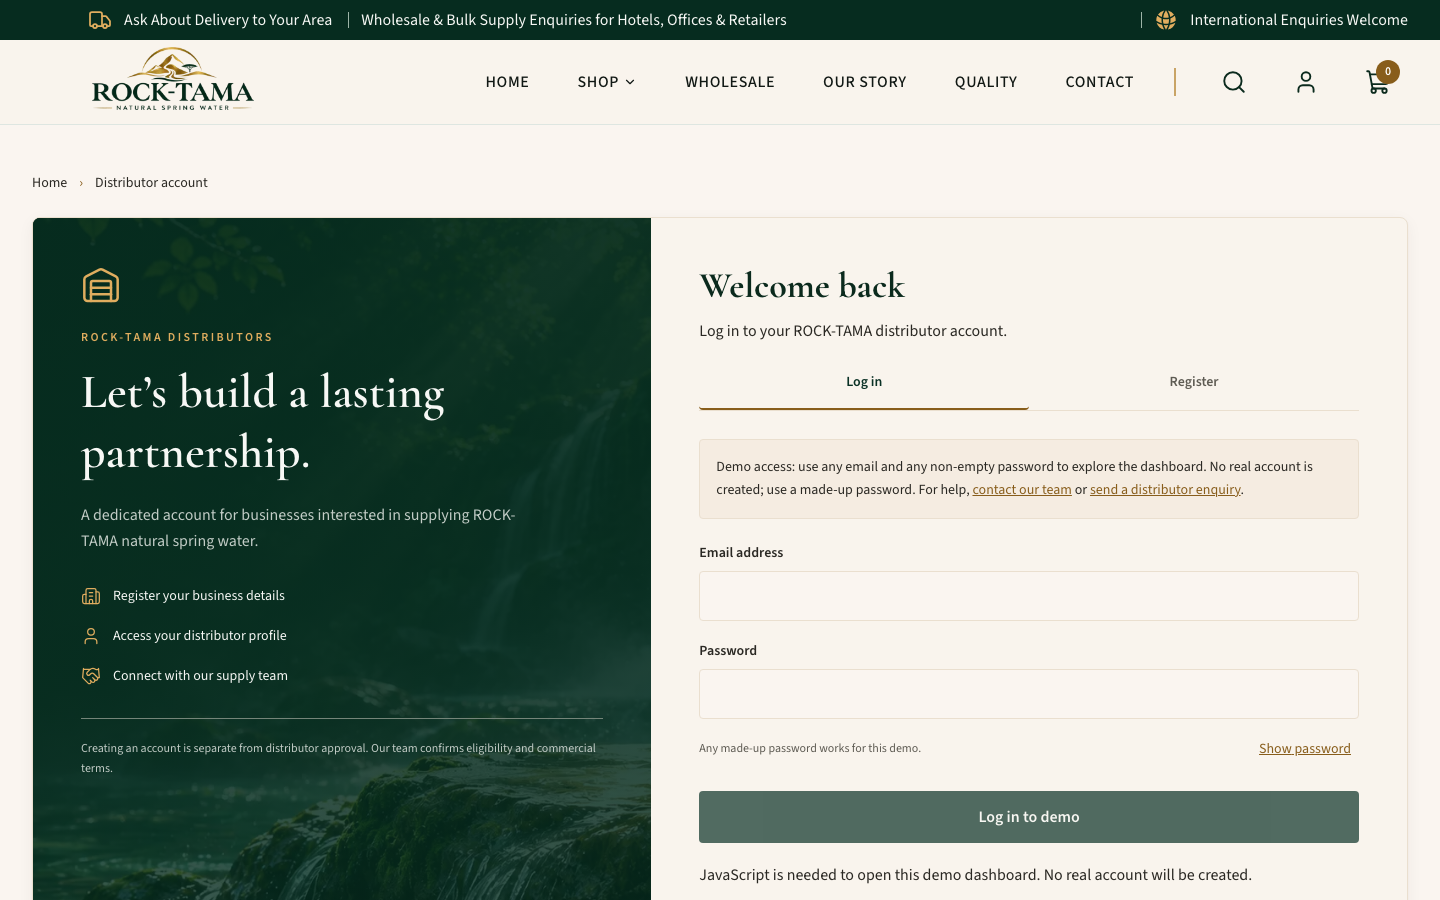 Ask About Delivery to Your Area
Wholesale & Bulk Supply Enquiries for Hotels, Offices & Retailers
International Enquiries Welcome
ROCK-TAMA
NATURAL SPRING WATER
HOME
SHOP
WHOLESALE
OUR STORY
QUALITY
CONTACT
0
Home › Distributor account
ROCK-TAMA DISTRIBUTORS
Let’s build a lasting
partnership.
A dedicated account for businesses interested in supplying ROCK-
TAMA natural spring water.
Register your business details
Access your distributor profile
Connect with our supply team
Creating an account is separate from distributor approval. Our team confirms eligibility and commercial
terms.
Welcome back
Log in to your ROCK-TAMA distributor account.
Log in
Register
Demo access: use any email and any non-empty password to explore the dashboard. No real account is
created; use a made-up password. For help, contact our team or send a distributor enquiry.
Email address
Password
Any made-up password works for this demo.
Show password
Log in to demo
JavaScript is needed to open this demo dashboard. No real account will be created.